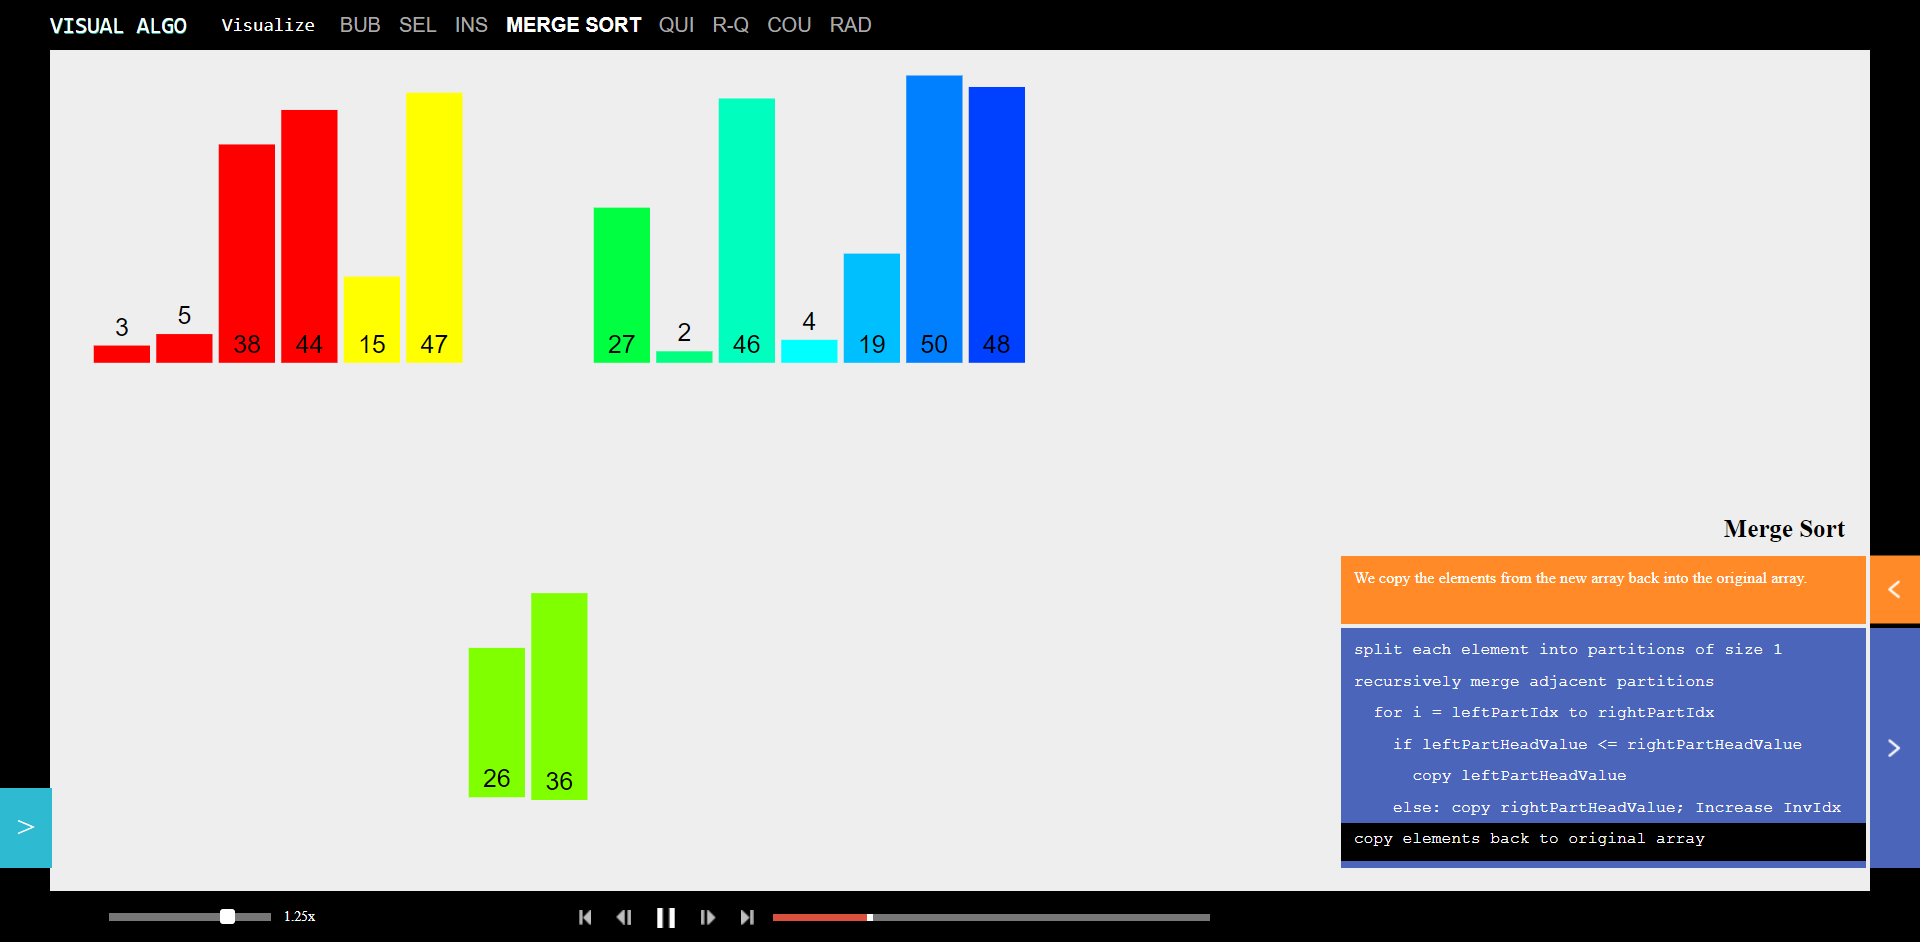 VISUAL ALGO Visualize BUB SEL INS MERGE SORT QUI R-Q COU RAD
3 5 38 44 15 47 27 2 46 4 19 50 48
26 36
Merge Sort
We copy the elements from the new array back into the original array.
<
split each element into partitions of size 1
recursively merge adjacent partitions
for i = leftPartIdx to rightPartIdx
if leftPartHeadValue <= rightPartHeadValue
copy leftPartHeadValue
else: copy rightPartHeadValue; Increase InvIdx
copy elements back to original array
>
>
1.25x